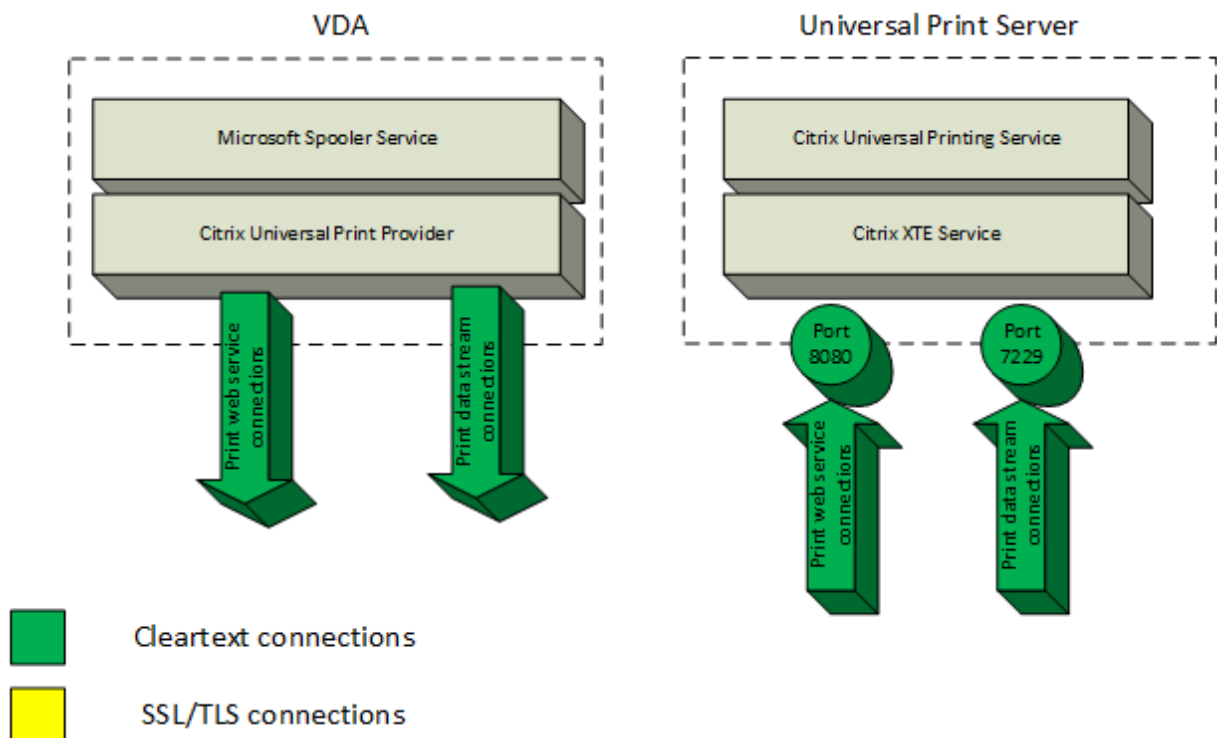 VDA
Universal Print Server
Microsoft Spooler Service
Citrix Universal Print Provider
Citrix Universal Printing Service
Citrix XTE Service
Print web service
connections
Print data stream
connections
Port
8080
Port
7229
Print web service
connections
Print data stream
connections
Cleartext connections
SSL/TLS connections